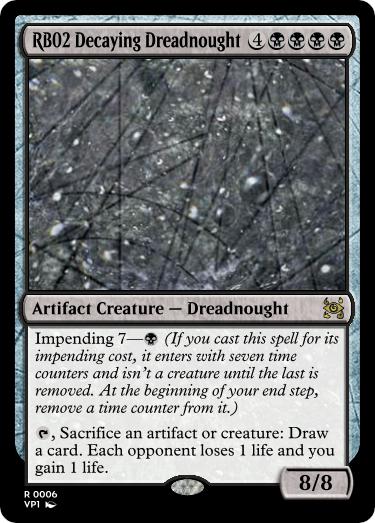 RB02 Decaying Dreadnought 4
Artifact Creature — Dreadnought
Impending 7— (If you cast this spell for its
impending cost, it enters with seven time
counters and isn't a creature until the last is
removed. At the beginning of your end step,
remove a time counter from it.)
, Sacrifice an artifact or creature: Draw
a card. Each opponent loses 1 life and you
gain 1 life.
8/8
R 0006
VP1